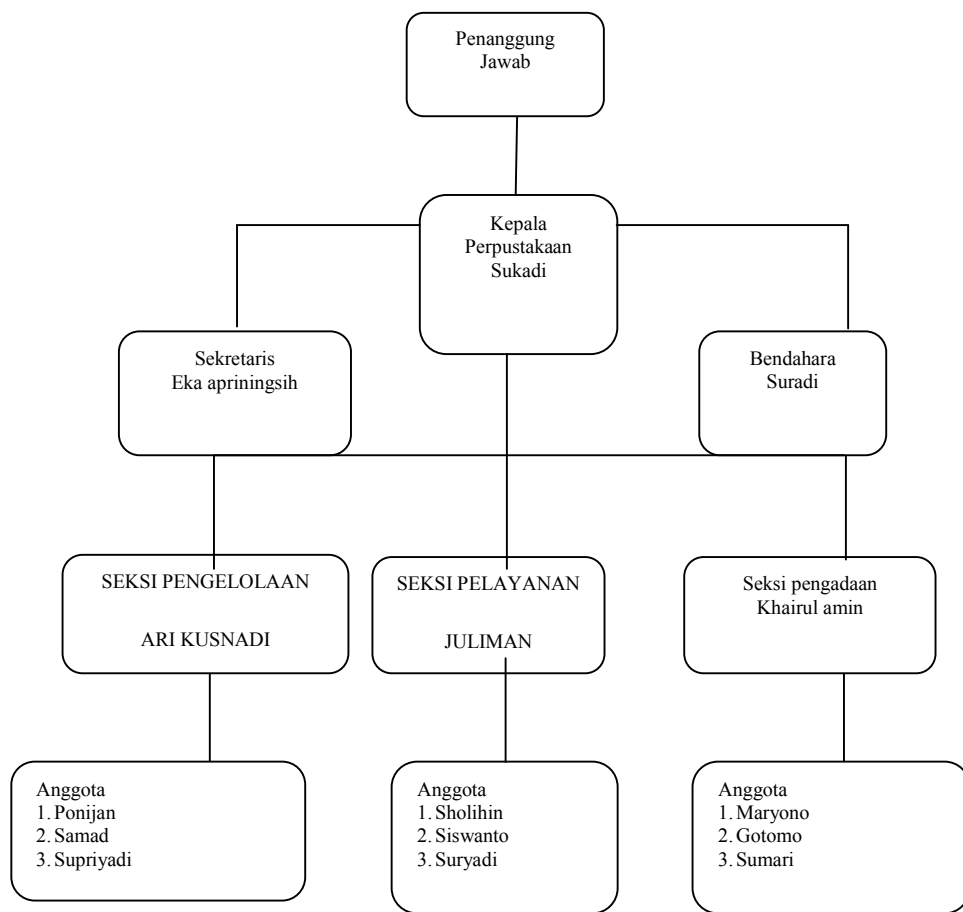 Penanggung
Jawab
Kepala
Perpustakaan
Sukadi
Sekretaris
Eka apriningsih
Bendahara
Suradi
SEKSI PENGELOLAAN
ARI KUSNADI
SEKSI PELAYANAN
JULIMAN
Seksi pengadaan
Khairul amin
Anggota
1. Ponijan
2. Samad
3. Supriyadi
Anggota
1. Sholihin
2. Siswanto
3. Suryadi
Anggota
1. Maryono
2. Gotomo
3. Sumari